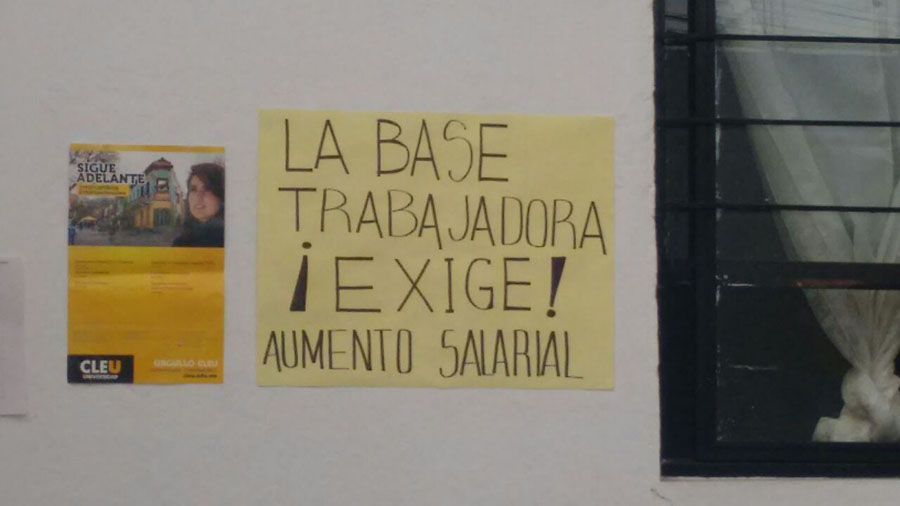 SIGUE
ADELANTE
CLEU
UNIVERSIDAD
ORGULLO CLEU
LA BASE
TRABAJADORA
¡EXIGE!
AUMENTO SALARIAL